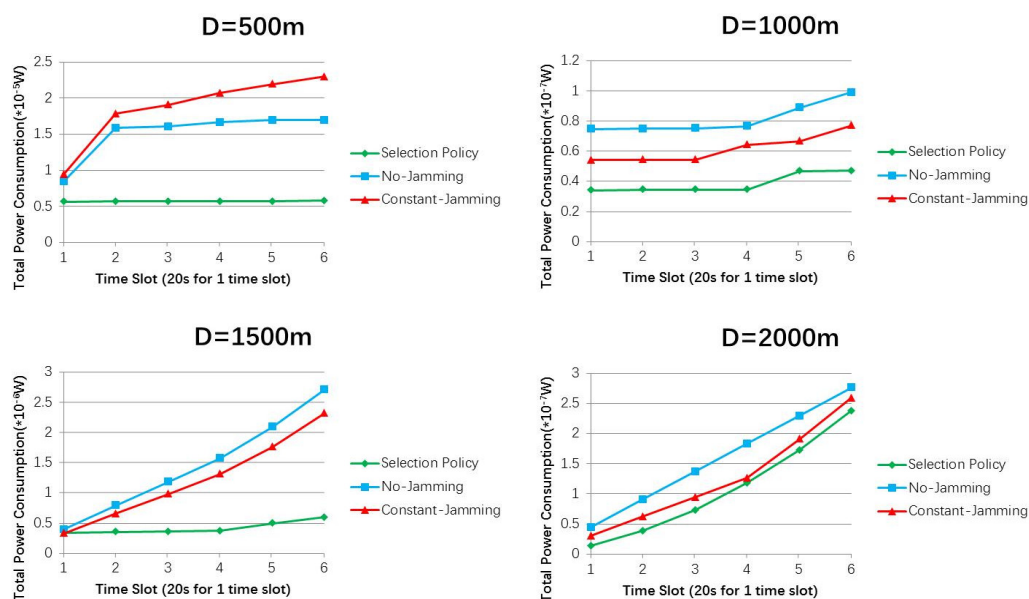 D=500m
Total Power Consumption(*10⁻⁵W)
2.5
2
1.5
1
0.5
0
1 2 3 4 5 6
Time Slot (20s for 1 time slot)
Selection Policy
No-Jamming
Constant-Jamming
D=1000m
Total Power Consumption(*10⁻⁷W)
1.2
1
0.8
0.6
0.4
0.2
0
1 2 3 4 5 6
Time Slot (20s for 1 time slot)
Selection Policy
No-Jamming
Constant-Jamming
D=1500m
Total Power Consumption(*10⁻⁸W)
3
2.5
2
1.5
1
0.5
0
1 2 3 4 5 6
Time Slot (20s for 1 time slot)
Selection Policy
No-Jamming
Constant-Jamming
D=2000m
Total Power Consumption(*10⁻⁷W)
3
2.5
2
1.5
1
0.5
0
1 2 3 4 5 6
Time Slot (20s for 1 time slot)
Selection Policy
No-Jamming
Constant-Jamming